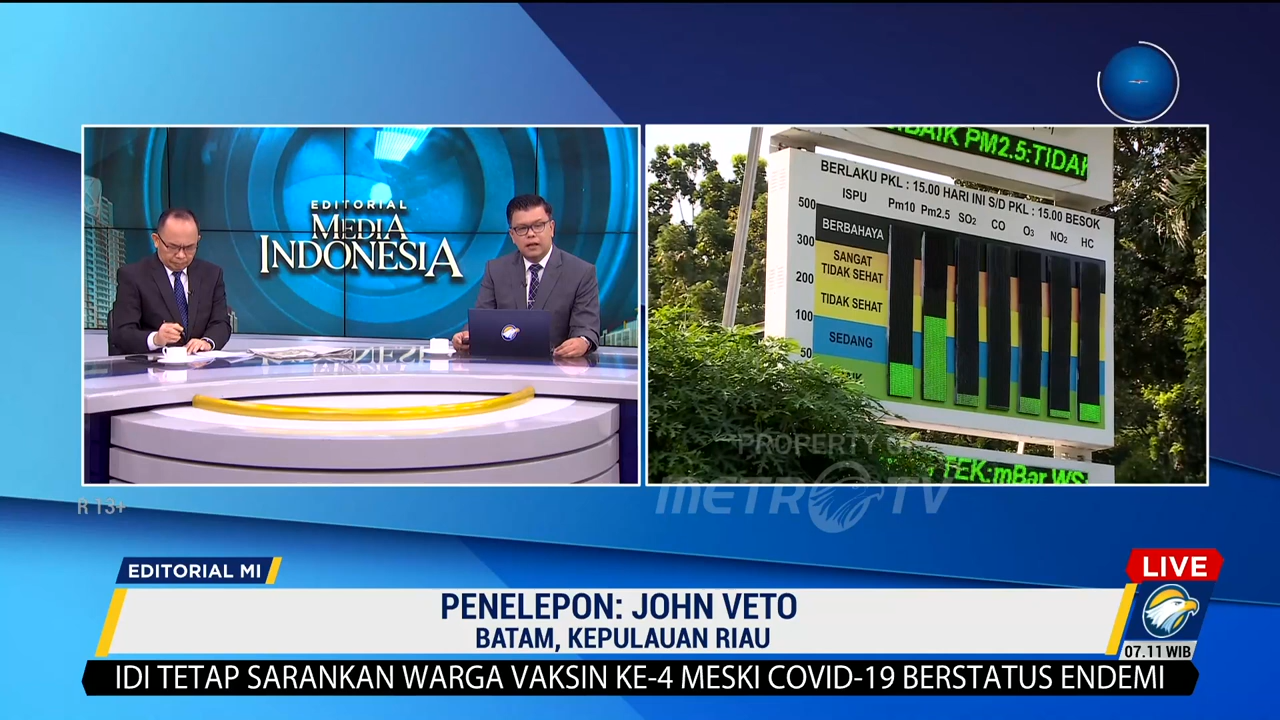 EDITORIAL
MEDIA
INDONESIA
PM2.5:TIDAK
BERLAKU PKL : 15.00 HARI INI S/D PKL : 15.00 BESOK
ISPU Pm10 Pm2.5 SO2 CO O3 NO2 HC
500
BERBAHAYA
300
SANGAT
TIDAK SEHAT
200
TIDAK SEHAT
100
SEDANG
50
PROPERTY OF
METRO TV
TEK:mBar WS
R 13+
EDITORIAL MI
LIVE
PENELEPON: JOHN VETO
BATAM, KEPULAUAN RIAU
07.11 WIB
IDI TETAP SARANKAN WARGA VAKSIN KE-4 MESKI COVID-19 BERSTATUS ENDEMI